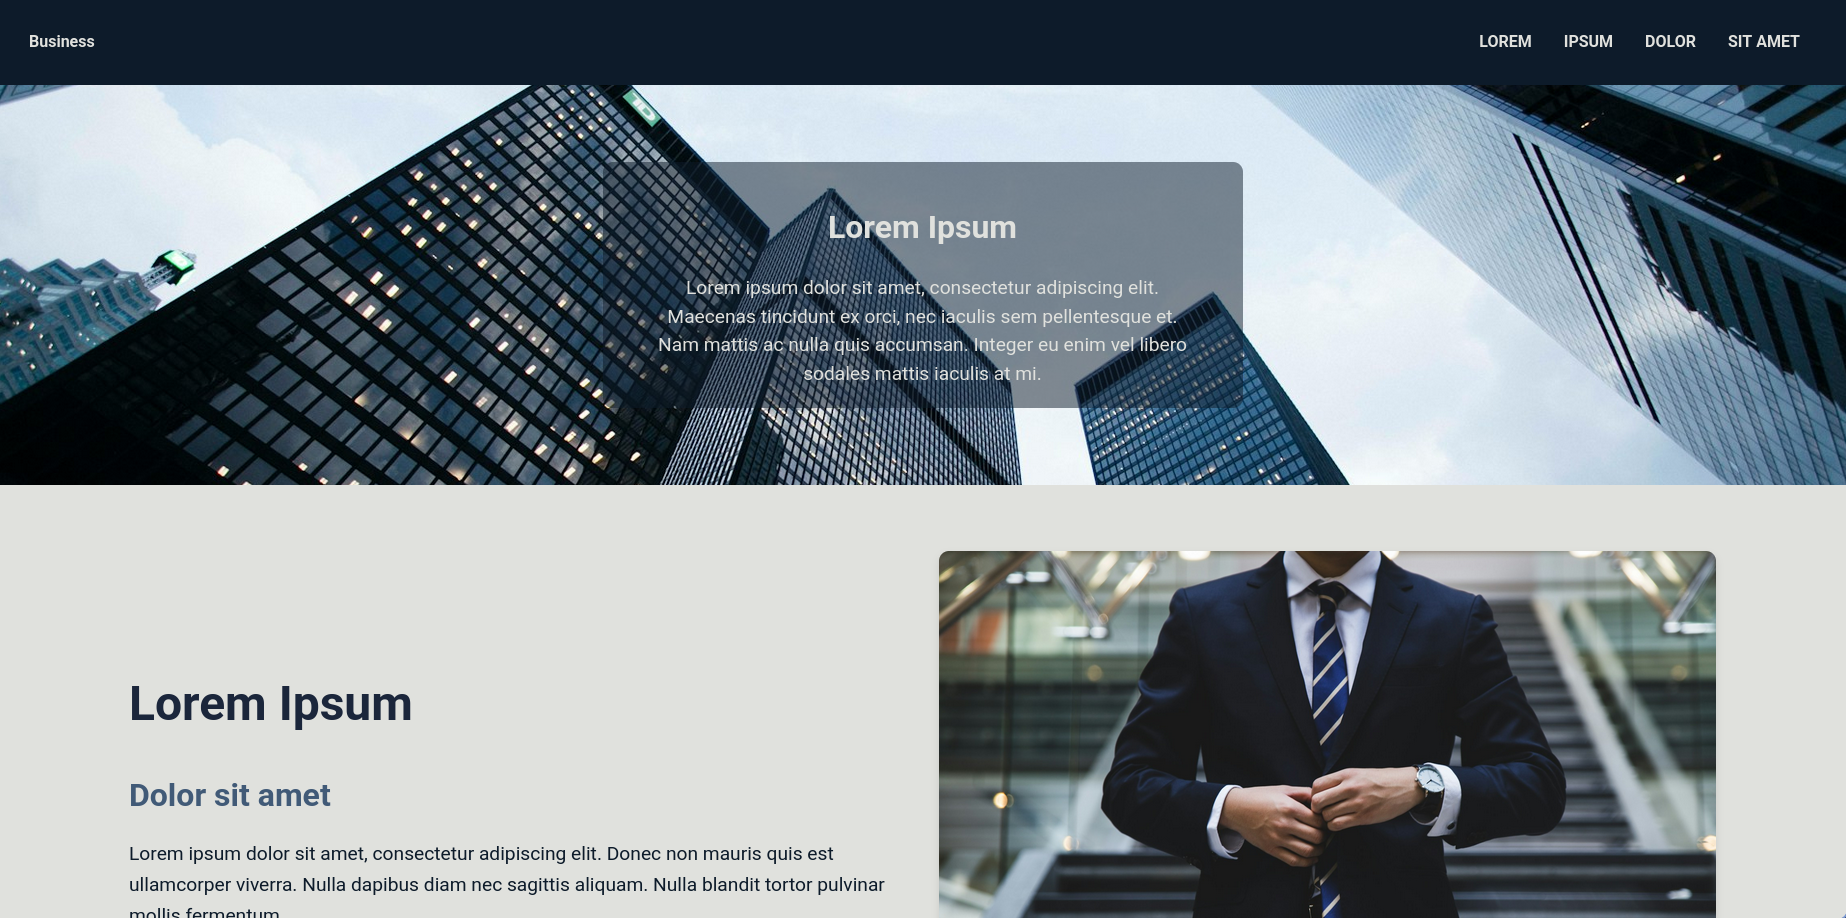 Business
LOREM IPSUM DOLOR SIT AMET
Lorem Ipsum
Lorem ipsum dolor sit amet, consectetur adipiscing elit.
Maecenas tincidunt ex orci, nec iaculis sem pellentesque et.
Nam mattis ac nulla quis accumsan. Integer eu enim vel libero
sodales mattis iaculis at mi.
Lorem Ipsum
Dolor sit amet
Lorem ipsum dolor sit amet, consectetur adipiscing elit. Donec non mauris quis est
ullamcorper viverra. Nulla dapibus diam nec sagittis aliquam. Nulla blandit tortor pulvinar
mollis fermentum.